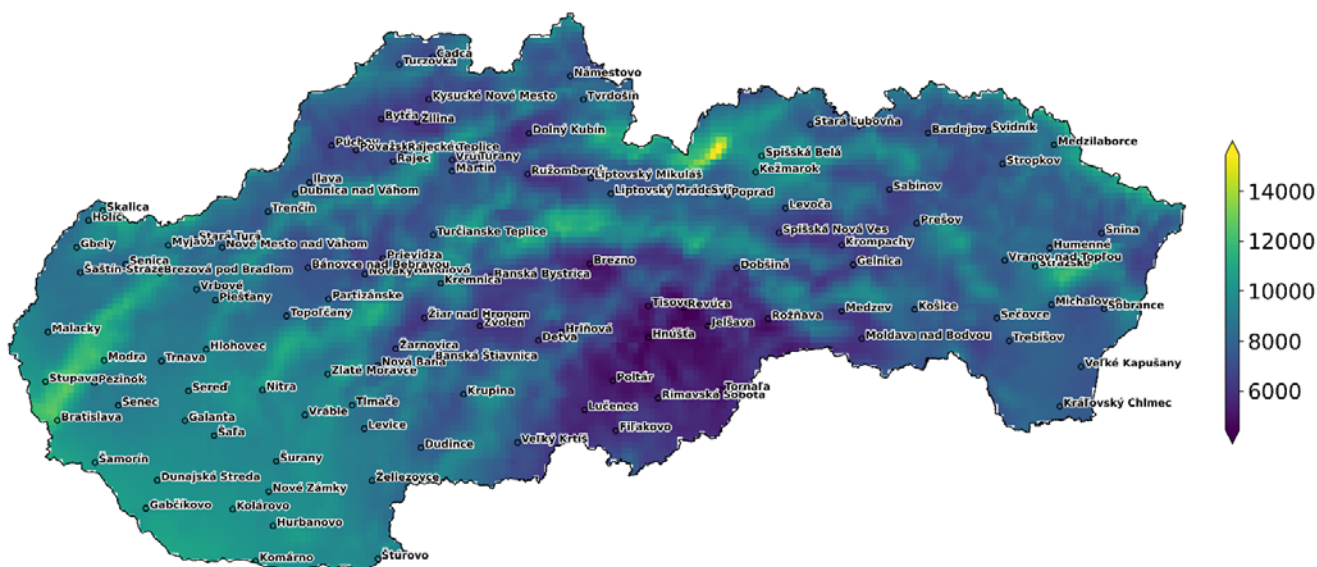 Čadca
Turzovka
Námestovo
Kysucké Nové Mesto
Tvrdošín
Bytča
Žilina
Stará Ľubovňa
Svidník
Dolný Kubín
Bardejov
Medzilaborce
Púchov
Rajecké Teplice
Turany
Spišská Belá
Rajec
Stropkov
Martin
Ružomberok
Kežmarok
Liptovský Mikuláš
Ilava
Sabinov
14000
Dubnica nad Váhom
Liptovský Hrádok
Poprad
Skalica
Trenčín
Levoča
Holíč
Prešov
Stará Turá
Turčianske Teplice
Spišská Nová Ves
Snina
12000
Gbely
Myjava
Nové Mesto nad Váhom
Krompachy
Humenné
Prievidza
Senica
Bánovce nad Bebravou
Brezno
Gelnica
Vranov nad Topľou
Šaštín-Stráže
Brezová pod Bradlom
Nováky
Banská Bystrica
Dobšiná
Strážske
Kremnica
Vrbové
10000
Piešťany
Partizánske
Tisovec
Revúca
Michalovce
Sobrance
Topoľčany
Žiar nad Hronom
Medzev
Košice
Rožňava
Sečovce
Zvolen
Jelšava
Malacky
Hriňová
Hnúšťa
Detva
Moldava nad Bodvou
Trebišov
8000
Hlohovec
Žarnovica
Modra
Trnava
Banská Štiavnica
Nová Baňa
Veľké Kapušany
Zlaté Moravce
Stupava
Pezinok
Poltár
Tornaľa
6000
Sereď
Nitra
Krupina
Rimavská Sobota
Senec
Tlmače
Kráľovský Chlmec
Vráble
Lučenec
Bratislava
Galanta
Levice
Fiľakovo
Šaľa
Dudince
Veľký Krtíš
Šamorín
Šurany
Dunajská Streda
Želiezovce
Nové Zámky
Gabčíkovo
Kolárovo
Hurbanovo
Komárno
Štúrovo